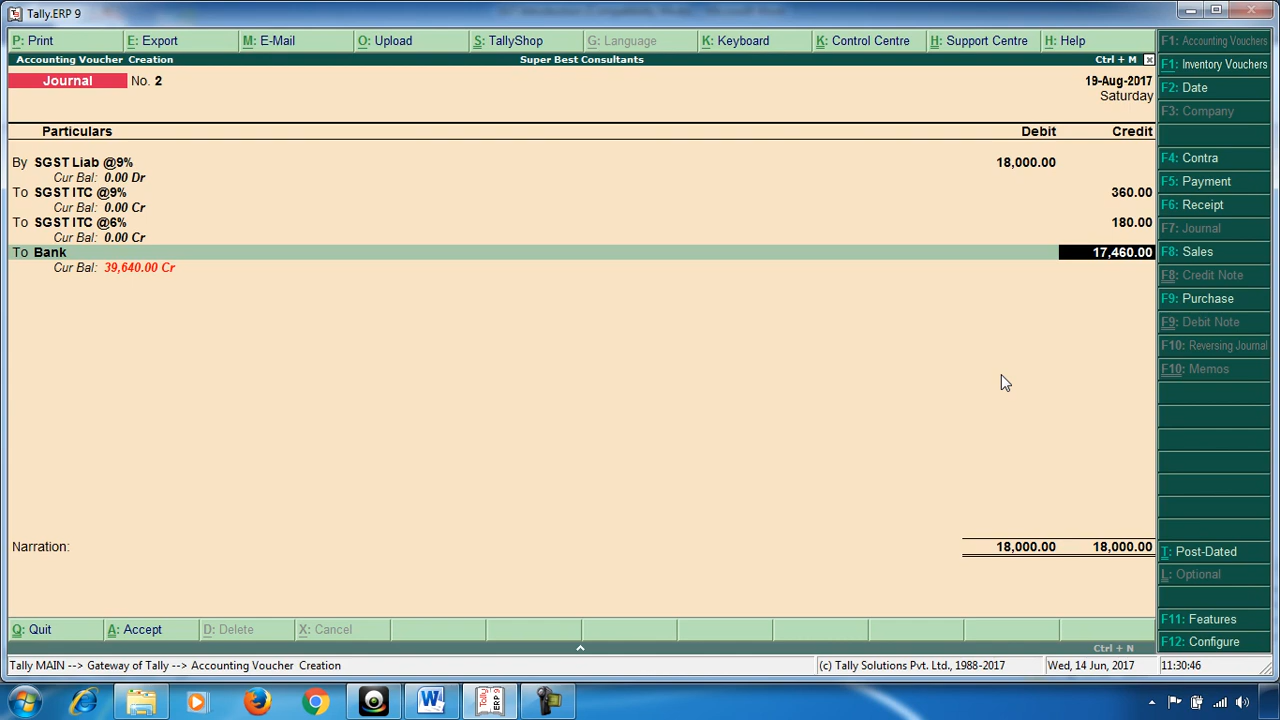 Tally.ERP 9
P: Print E: Export M: E-Mail O: Upload S: TallyShop G: Language K: Keyboard K: Control Centre H: Support Centre H: Help
Accounting Voucher Creation Super Best Consultants Ctrl + M
Journal No. 2 19-Aug-2017
Saturday
Particulars Debit Credit
By SGST Liab @9% 18,000.00
Cur Bal: 0.00 Dr
To SGST ITC @9% 360.00
Cur Bal: 0.00 Cr
To SGST ITC @6% 180.00
Cur Bal: 0.00 Cr
To Bank 17,460.00
Cur Bal: 39,640.00 Cr
Narration: 18,000.00 18,000.00
Q: Quit A: Accept D: Delete X: Cancel
Ctrl + N
F1: Accounting Vouchers
F1: Inventory Vouchers
F2: Date
F3: Company
F4: Contra
F5: Payment
F6: Receipt
F7: Journal
F8: Sales
F8: Credit Note
F9: Purchase
F9: Debit Note
F10: Reversing Journal
F10: Memos
T: Post-Dated
L: Optional
F11: Features
F12: Configure
Tally MAIN --> Gateway of Tally --> Accounting Voucher Creation (c) Tally Solutions Pvt. Ltd., 1988-2017 Wed, 14 Jun, 2017 11:30:46
Tally ERP 9